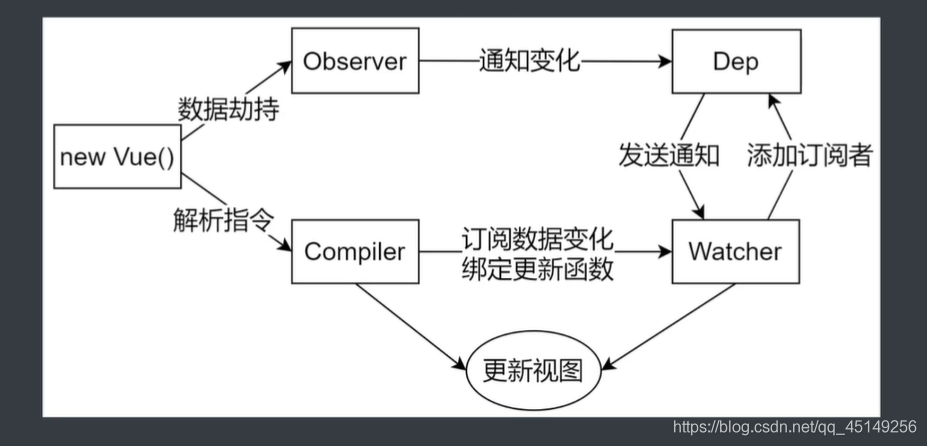 Observer
通知变化
Dep
数据劫持
new Vue()
发送通知
添加订阅者
解析指令
Compiler
订阅数据变化
绑定更新函数
Watcher
更新视图
https://blog.csdn.net/qq_45149256